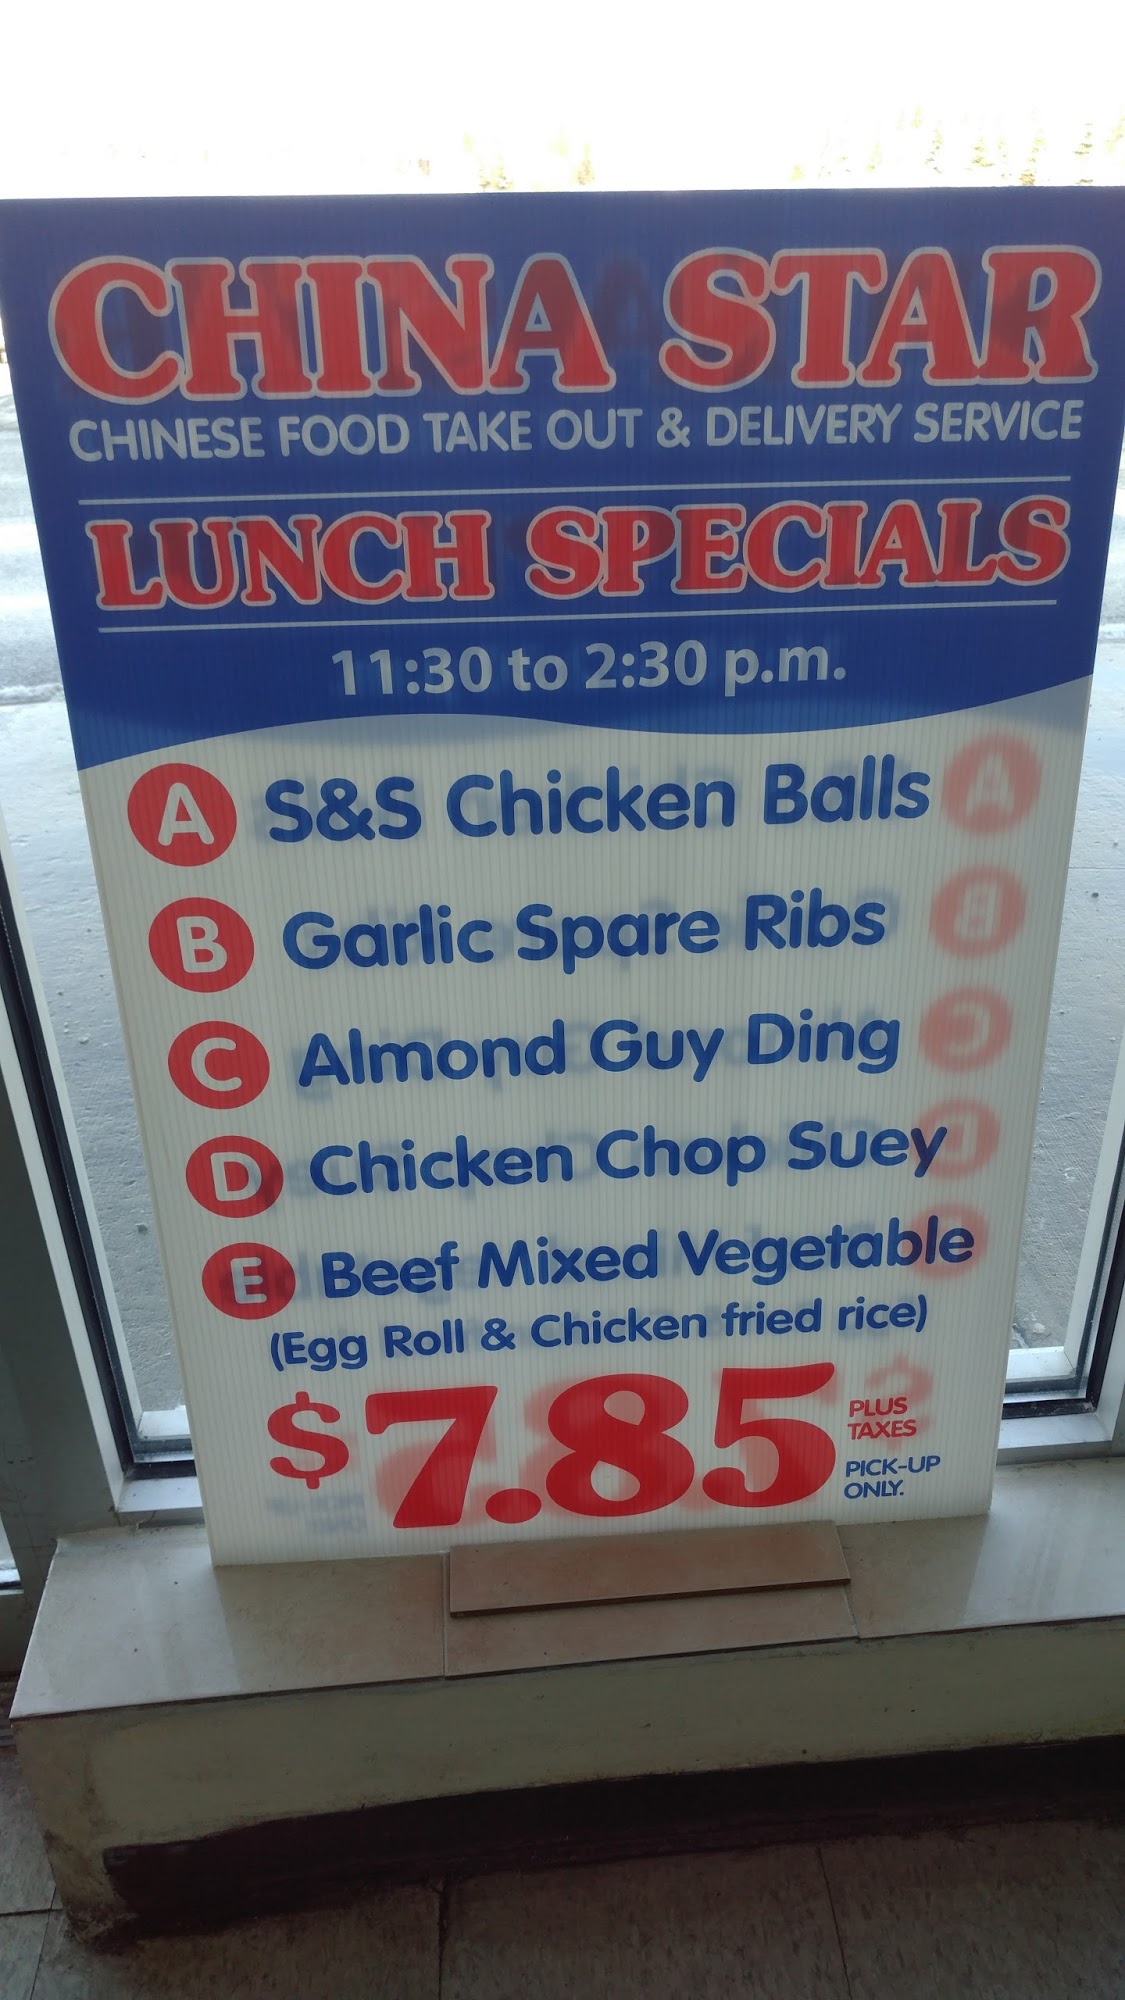 CHINA STAR
CHINESE FOOD TAKE OUT & DELIVERY SERVICE
LUNCH SPECIALS
11:30 to 2:30 p.m.
A S&S Chicken Balls
B Garlic Spare Ribs
C Almond Guy Ding
D Chicken Chop Suey
E Beef Mixed Vegetable
(Egg Roll & Chicken fried rice)
$7.85
PLUS
TAXES
PICK-UP
ONLY.